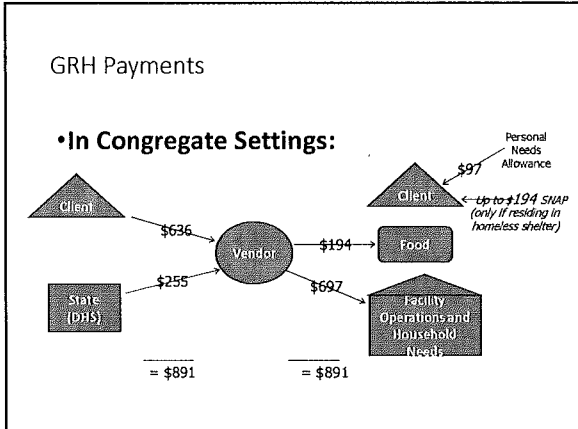 GRH Payments
•In Congregate Settings:
Personal
Needs
Allowance
$97
Client
Client
Up to $194 SNAP
(only if residing in
homeless shelter)
$636
Vendor
$194
Food
$255
$697
State
(DHS)
Facility
Operations and
Household
Needs
= $891
= $891